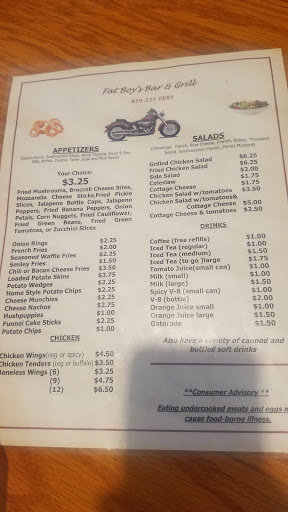 Fat Boy's Bar & Grill
859-235-0685
APPETIZERS
Your Choice:
$3.25
Fried Mushrooms, Broccoli Cheese Bites,
Mozzarella Cheese Sticks,Fried Pickle
Slices, Jalapeno Bottle Caps, Jalapeno
Peppers, Fried Banana Peppers, Onion
Petals, Corn Nuggets, Fried Cauliflower,
Fried Green Beans, Fried Green
Tomatoes, or Zucchini Slices
Onion Rings $2.25
French Fries $2.00
Seasoned Waffle Fries $2.25
Smiley Fries $2.25
Chili or Bacon Cheese Fries $3.50
Loaded Potato Skins $3.75
Potato Wedges $2.25
Home Style Potato Chips $2.25
Cheese Munchies $2.25
Cheese Nachos $2.75
Hushpuppies $1.00
Funnel Cake Sticks $2.25
Potato Chips $1.00
CHICKEN
Chicken Wings(reg or spicy) $4.50
Chicken Tenders (reg or buffalo) $3.50
Boneless Wings (6) $3.25
(9) $4.75
(12) $6.50
SALADS
Grilled Chicken Salad $6.25
Fried Chicken Salad $6.25
Side Salad $2.00
Coleslaw $1.75
Cottage Cheese $1.75
Chicken Salad w/tomatoes $3.50
Chicken Salad w/tomatoes&
Cottage Cheese $5.00
Cottage Cheese & tomatoes $2.50
DRINKS
Coffee (free refills) $1.00
Iced Tea (regular) $1.00
Iced Tea (medium) $1.50
Iced Tea (to go )large $1.75
Tomato Juice(small can) $1.00
Milk (small) $1.00
Milk (large) $1.50
Spicy V-8 (small can) $1.00
V-8 (bottle) $2.00
Orange Juice small $1.00
Orange Juice large $1.50
Gatorade $1.50
Also have a variety of canned and
bottled soft drinks
**Consumer Advisory **
Eating undercooked meats and eggs
cause food-borne illness.